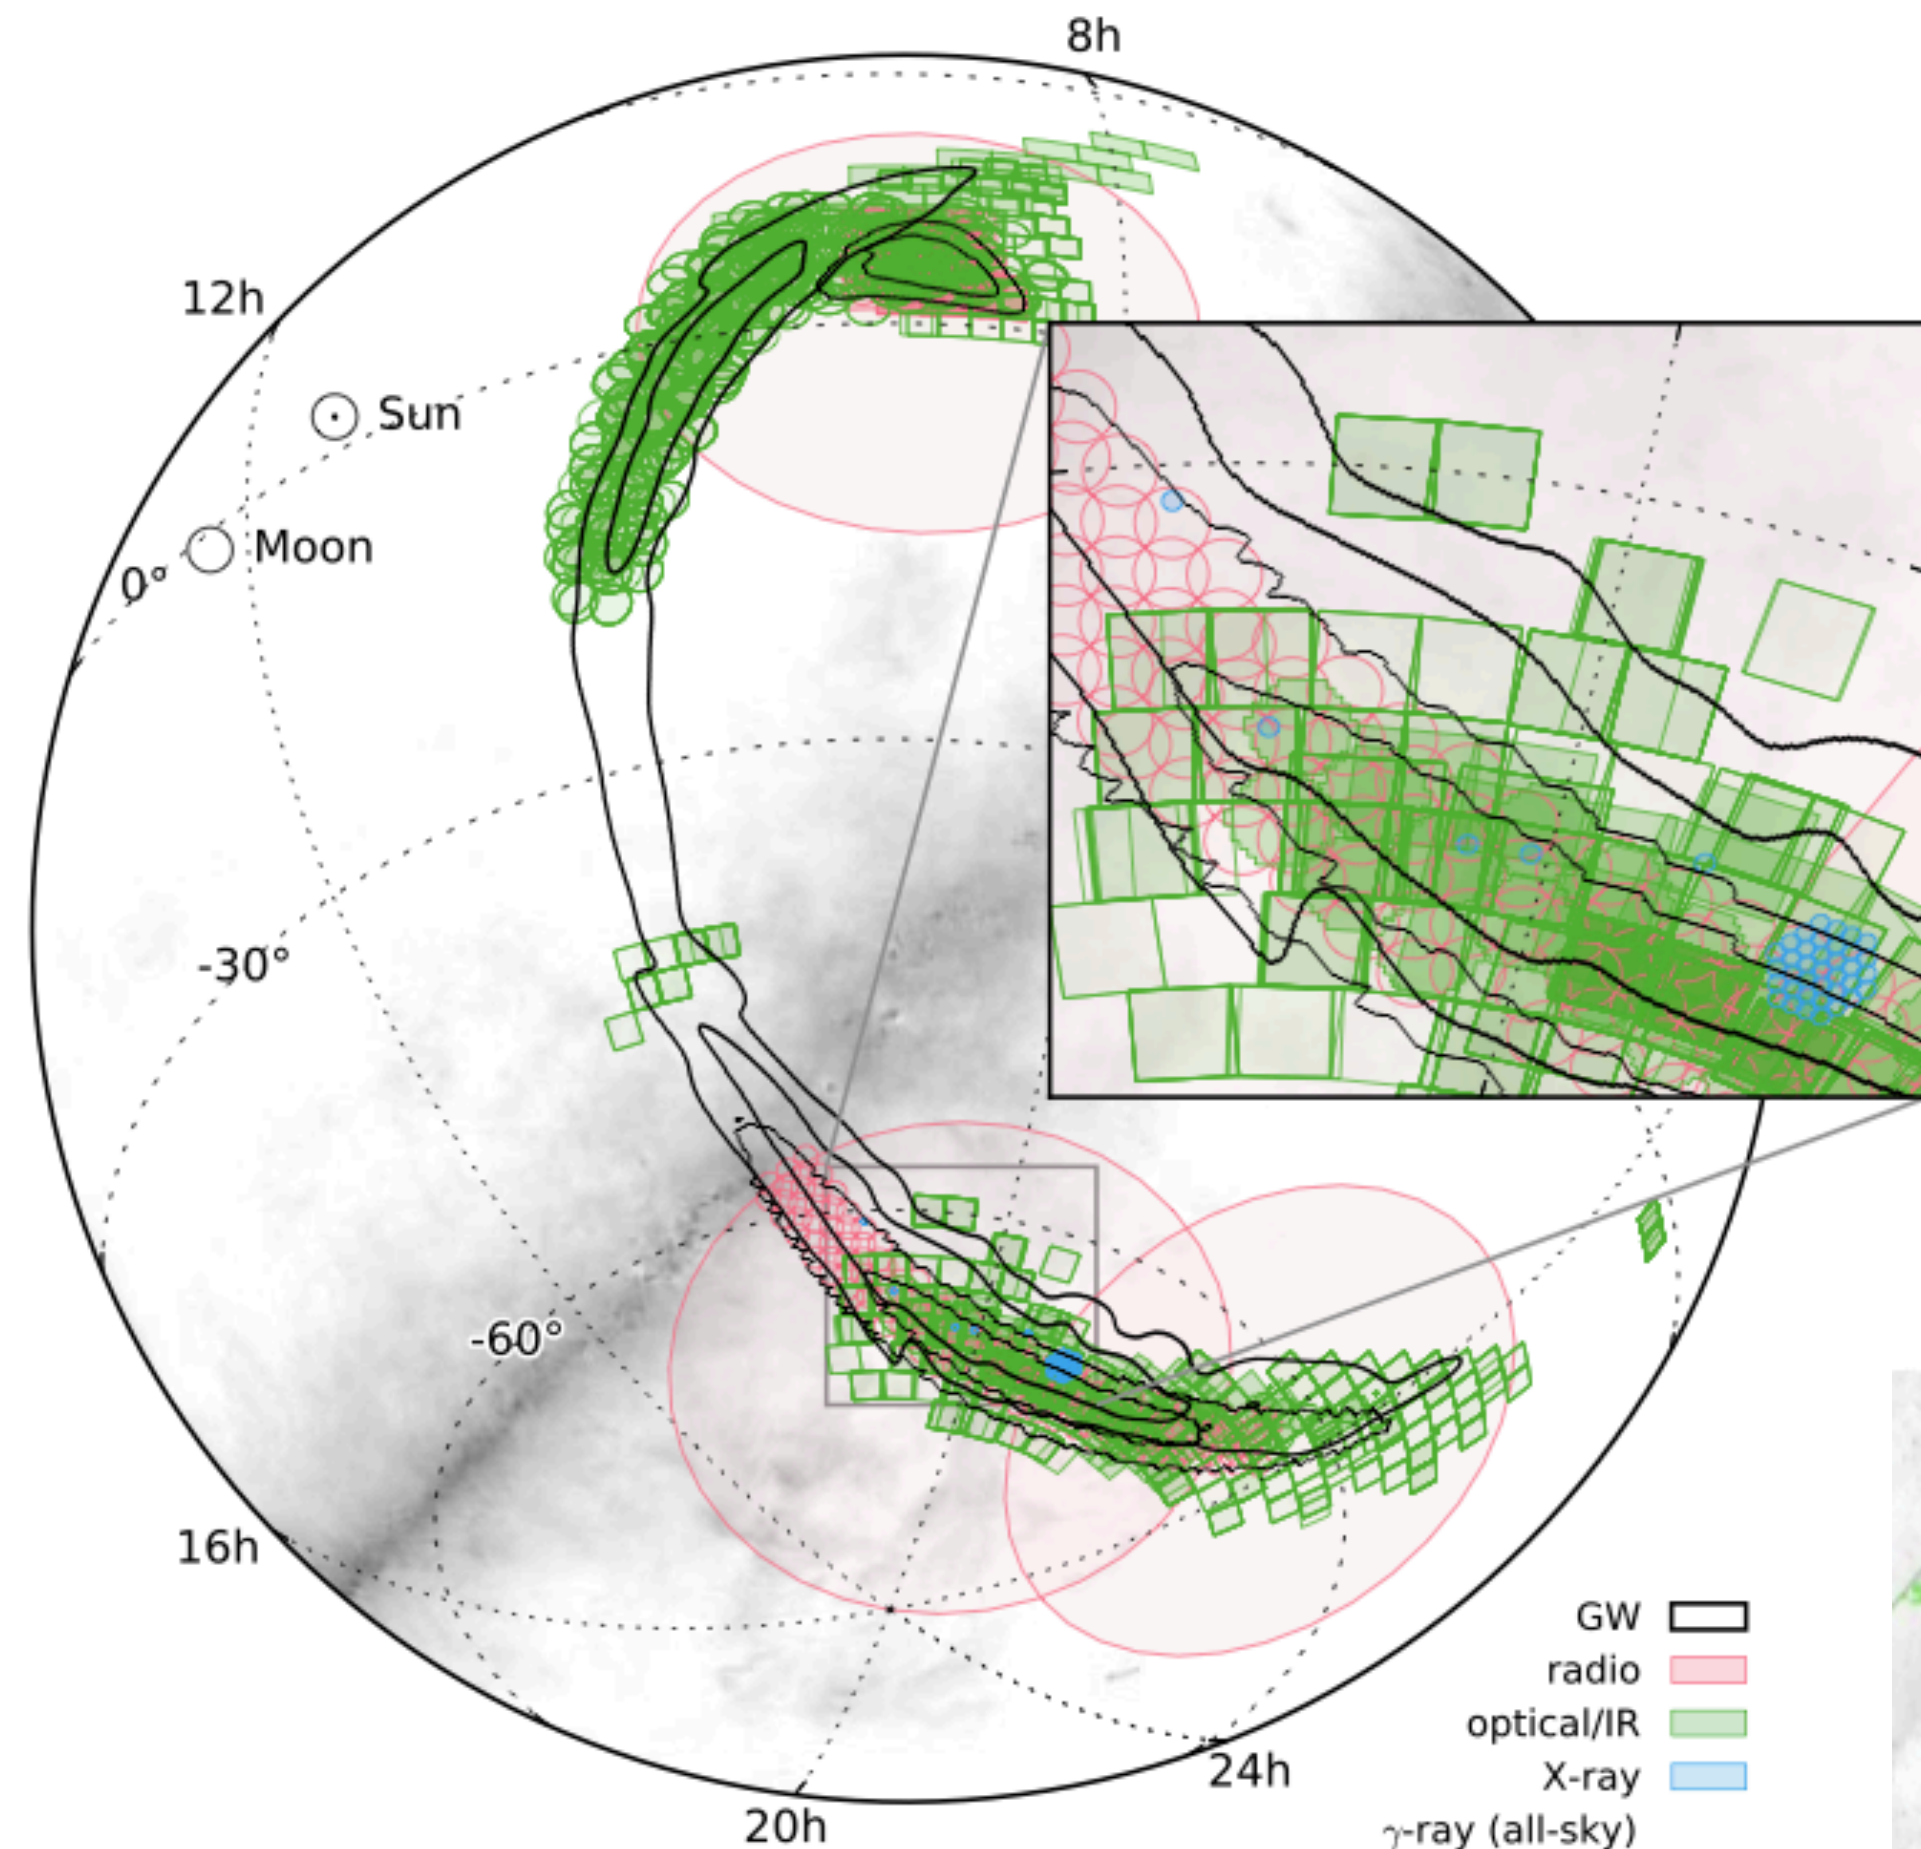 8h
12h
Sun
Moon
0°
-30°
-60°
16h
GW
radio
optical/IR
X-ray
24h
20h
γ-ray (all-sky)